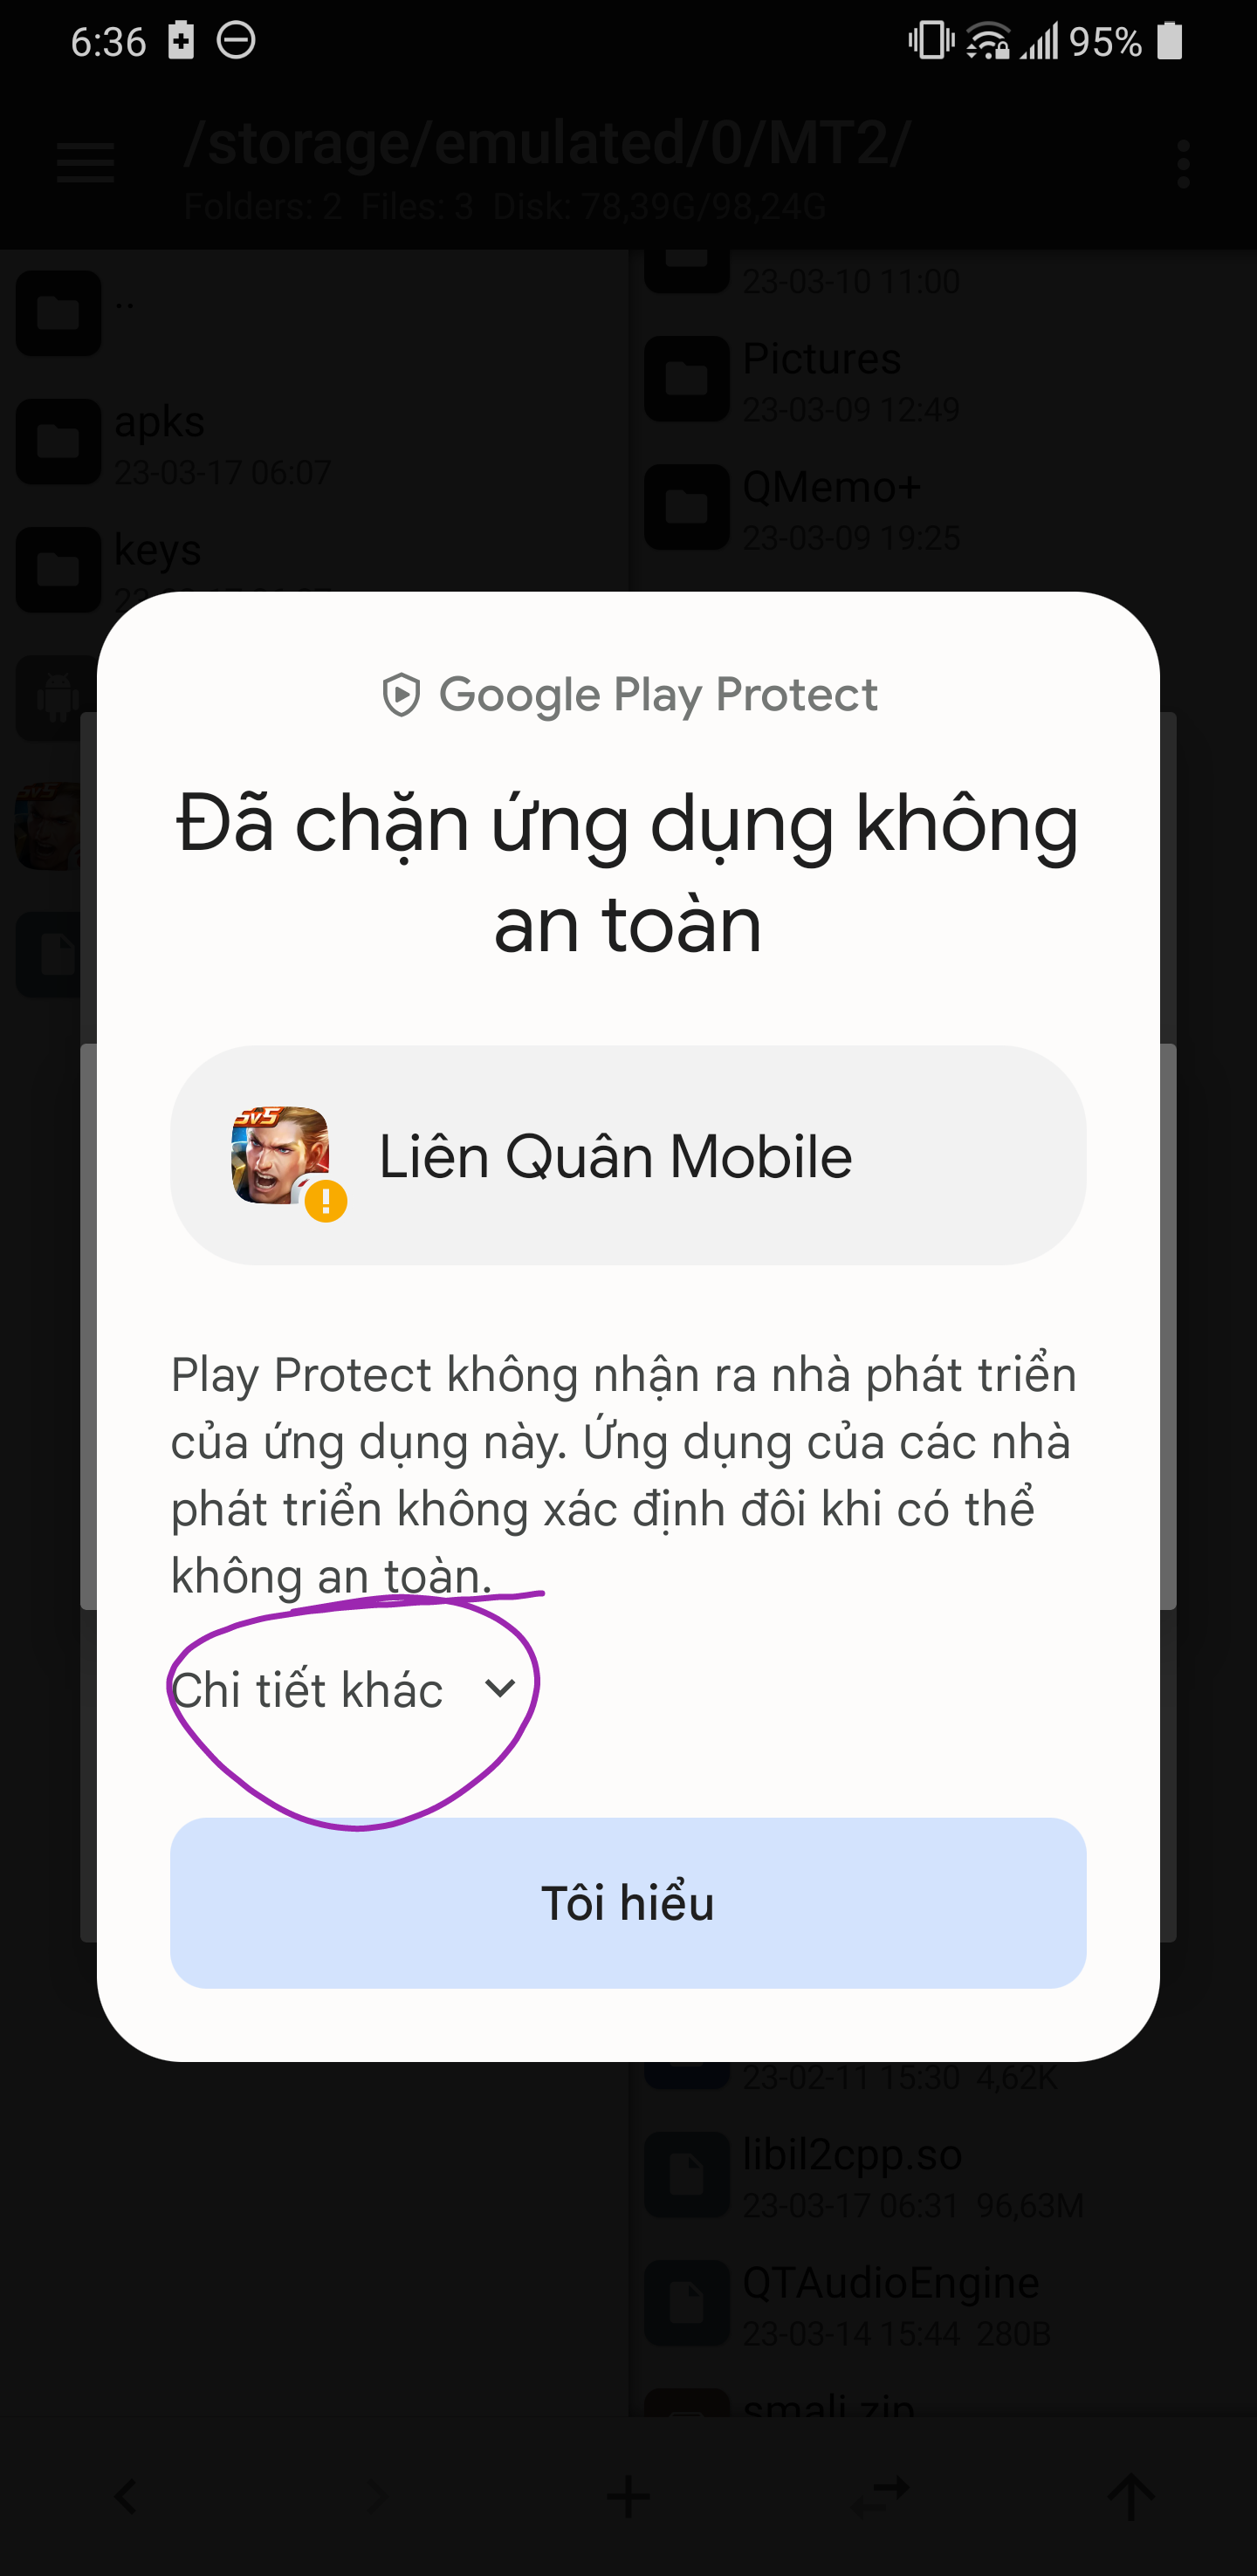 6:36 95%
/storage/emulated/0/MT2/
Folders: 2 Files: 3 Disk: 78,39G/98,24G
..
apks
23-03-17 06:07
keys
23-03-10 11:00
Pictures
23-03-09 12:49
QMemo+
23-03-09 19:25
Google Play Protect
Đã chặn ứng dụng không
an toàn
5v5
Liên Quân Mobile
Play Protect không nhận ra nhà phát triển
của ứng dụng này. Ứng dụng của các nhà
phát triển không xác định đôi khi có thể
không an toàn.
Chi tiết khác
Tôi hiểu
23-02-11 15:30 4,62K
libil2cpp.so
23-03-17 06:31 96,63M
QTAudioEngine
23-03-14 15:44 280B
smali.zip